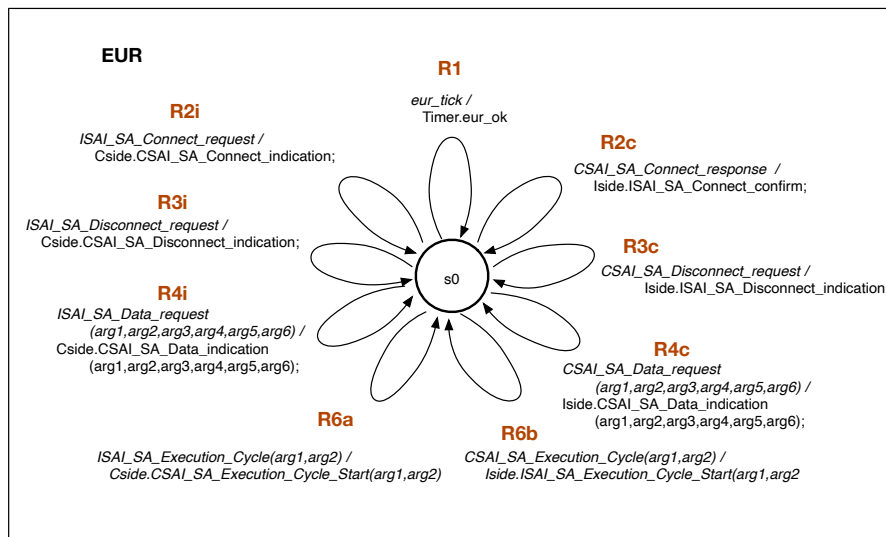 EUR
R1
eur_tick /
Timer.eur_ok
R2i
ISAI_SA_Connect_request /
Cside.CSAI_SA_Connect_indication;
R2c
CSAI_SA_Connect_response /
Iside.ISAI_SA_Connect_confirm;
R3i
ISAI_SA_Disconnect_request /
Cside.CSAI_SA_Disconnect_indication;
R3c
CSAI_SA_Disconnect_request /
Iside.ISAI_SA_Disconnect_indication
s0
R4i
ISAI_SA_Data_request
(arg1,arg2,arg3,arg4,arg5,arg6) /
Cside.CSAI_SA_Data_indication
(arg1,arg2,arg3,arg4,arg5,arg6);
R4c
CSAI_SA_Data_request
(arg1,arg2,arg3,arg4,arg5,arg6) /
Iside.CSAI_SA_Data_indication
(arg1,arg2,arg3,arg4,arg5,arg6);
R6a
ISAI_SA_Execution_Cycle(arg1,arg2) /
Cside.CSAI_SA_Execution_Cycle_Start(arg1,arg2)
R6b
CSAI_SA_Execution_Cycle(arg1,arg2) /
Iside.ISAI_SA_Execution_Cycle_Start(arg1,arg2